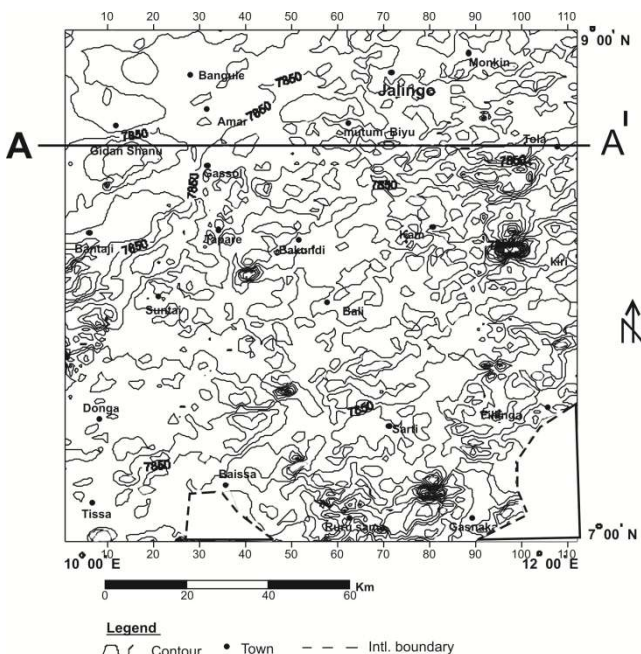 10 20 30 40 50 60 70 80 90 100 110
9° 00' N
Monkin
Bangule
7850
Jalingo
Amar
7850
mutum-Biyu
7850
A
A'
Tola
Gidan Shanu
7850
Gassol
7850
7850
Tapare
Kam
Bantaji
7850
Bakundi
kiri
Suntai
Bali
N
Donga
7850
Sarti
7850
Baissa
Tissa
Gasnak
7° 00' N
10 20 30 40 50 60 70 80 90 100 110
10° 00' E
12° 00' E
Km
0 20 40 60
Legend
Contour Town Intl. boundary